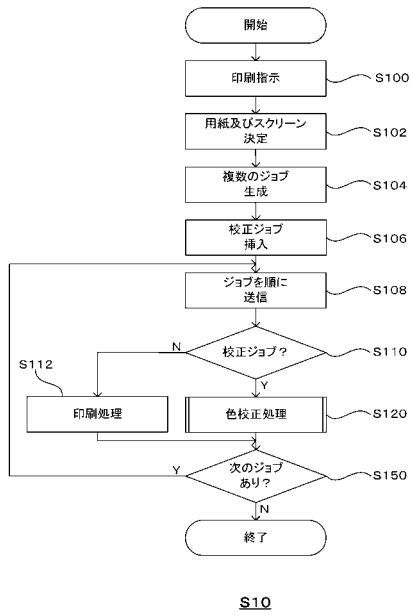 開始
印刷指示
S100
用紙及びスクリーン
決定
S102
複数のジョブ
生成
S104
校正ジョブ
挿入
S106
ジョブを順に
送信
S108
校正ジョブ？
S110
N
Y
S112
印刷処理
色校正処理
S120
次のジョブ
あり？
S150
Y
N
終了
S10